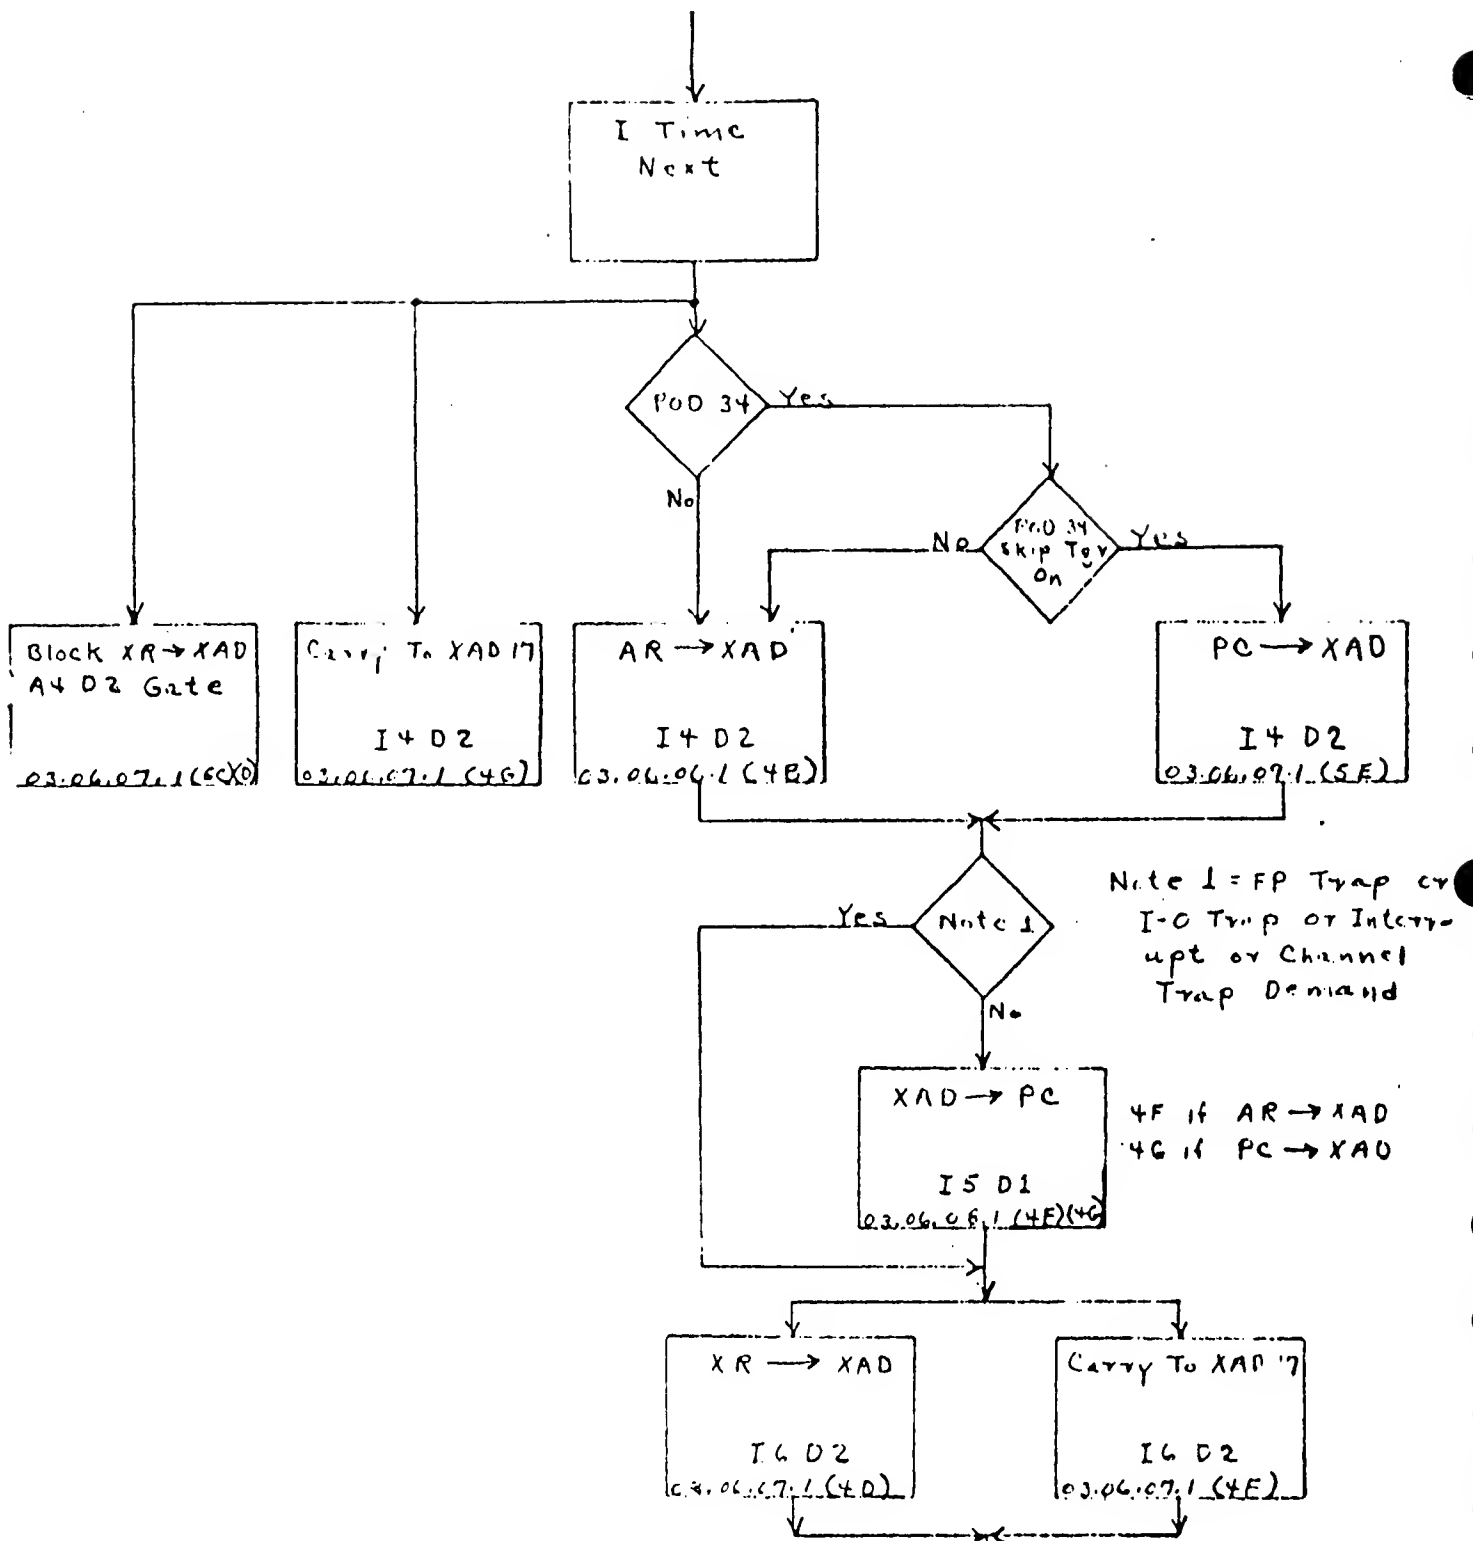 I Time
Next
POD 34
Yes
No
POD 34
Skip Tgr
On
No
Yes
Block XR → XAD
A4 D2 Gate
03.06.07.1
Carry To XAD 17
I4 D2
03.06.07.1 (4G)
AR → XAD
I4 D2
03.06.06.1 (4E)
PC → XAD
I4 D2
03.06.07.1 (5E)
Note 1
Yes
No
Note 1 = FP Trap or
I-O Trap or Interr-
upt or Channel
Trap Demand
XAD → PC
I5 D1
03.06.06.1 (4F)(4G)
4F if AR → XAD
4G if PC → XAD
XR → XAD
I6 D2
03.06.07.1 (4D)
Carry To XAD 17
I6 D2
03.06.07.1 (4E)